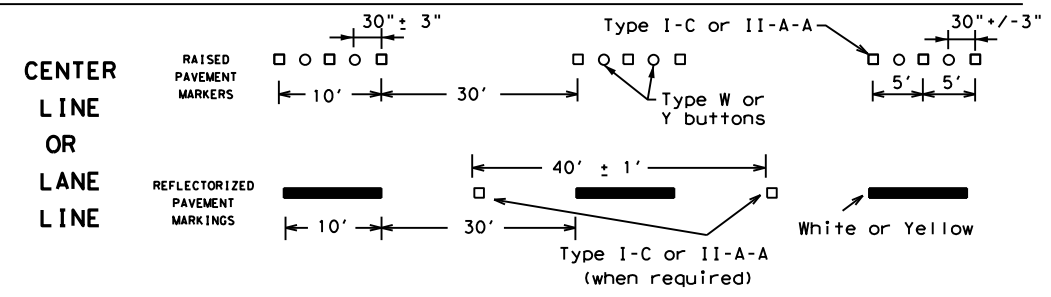 CENTER
LINE
OR
LANE
LINE
RAISED
PAVEMENT
MARKERS
30"± 3"
10'
30'
Type I-C or II-A-A
Type W or
Y buttons
30"+/-3"
5'
5'
REFLECTORIZED
PAVEMENT
MARKINGS
10'
30'
40' ± 1'
Type I-C or II-A-A
(when required)
White or Yellow